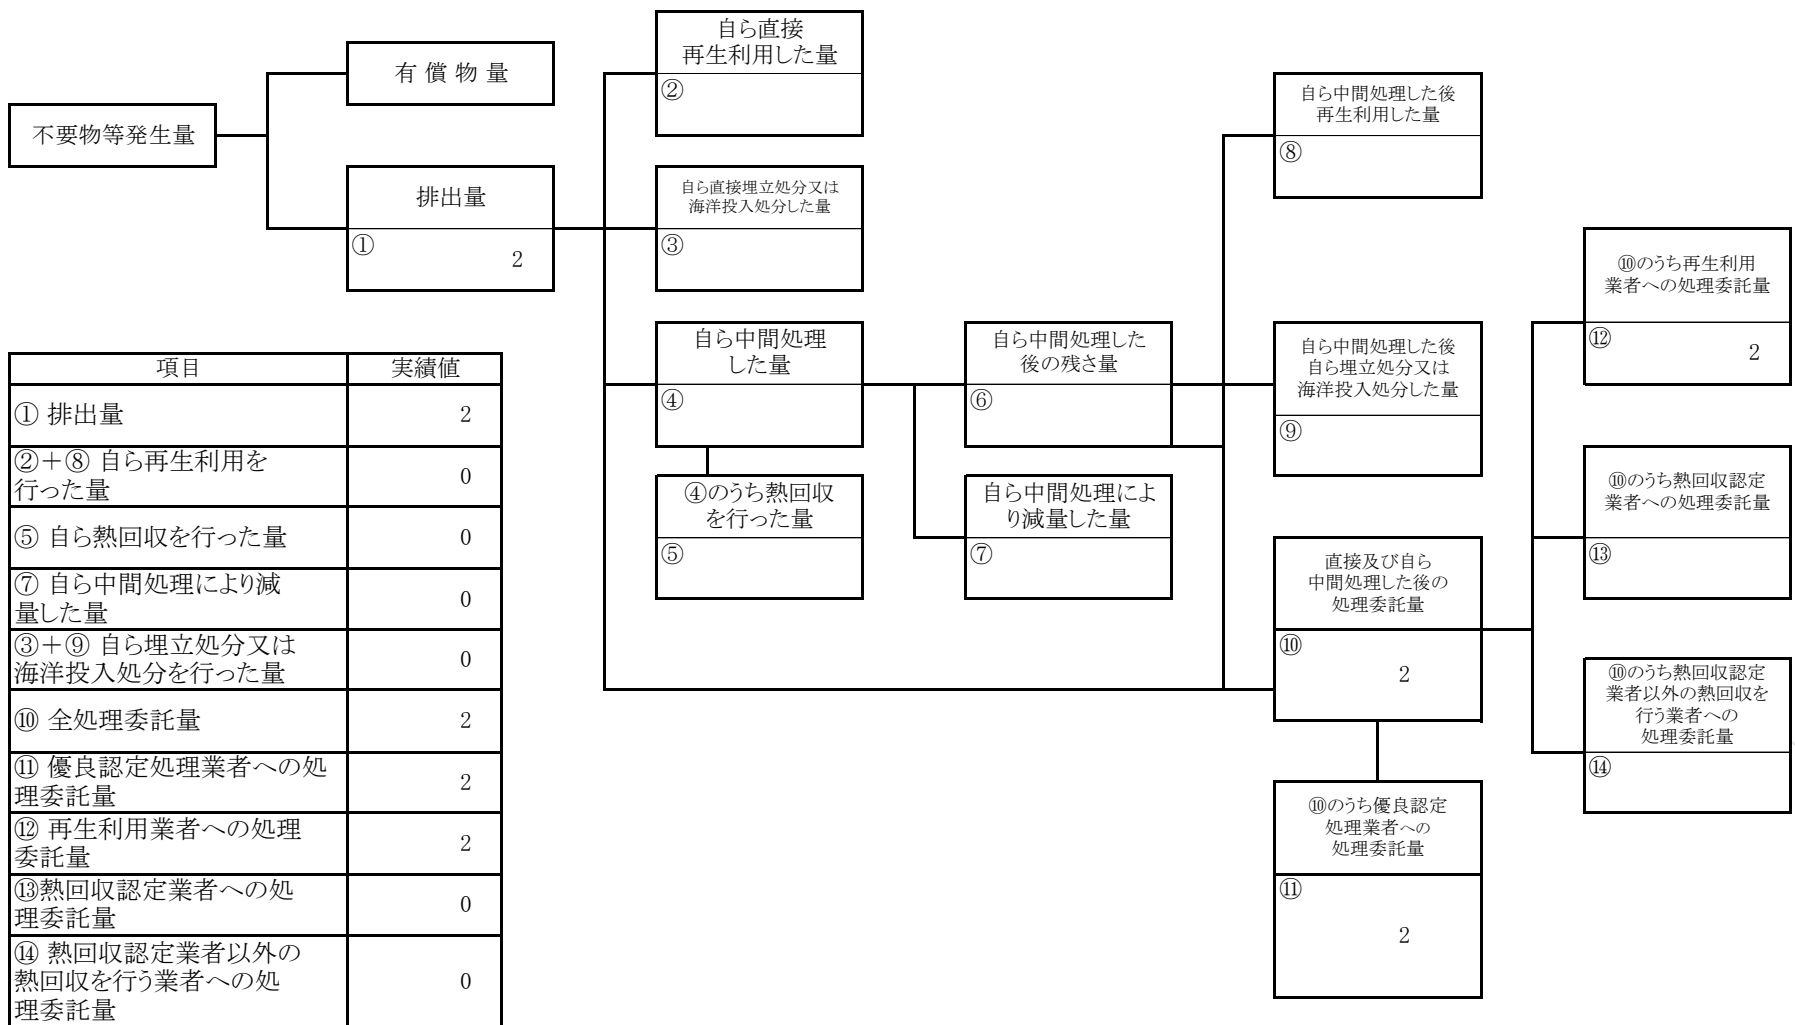 自ら直接
再生利用した量
②
有 償 物 量
不要物等発生量
排出量
①
2
自ら直接埋立処分又は
海洋投入処分した量
③
自ら中間処理した後
再生利用した量
⑧
自ら中間処理
した量
④
自ら中間処理した
後の残さ量
⑥
自ら中間処理した後
自ら埋立処分又は
海洋投入処分した量
⑨
⑩のうち再生利用
業者への処理委託量
⑫
2
④のうち熱回収
を行った量
⑤
自ら中間処理によ
り減量した量
⑦
⑩のうち熱回収認定
業者への処理委託量
⑬
直接及び自ら
中間処理した後の
処理委託量
⑩
2
⑩のうち熱回収認定
業者以外の熱回収を
行う業者への
処理委託量
⑭
⑩のうち優良認定
処理業者への
処理委託量
⑪
2
項目 実績値
① 排出量 2
②＋⑧ 自ら再生利用を
行った量 0
⑤ 自ら熱回収を行った量 0
⑦ 自ら中間処理により減
量した量 0
③＋⑨ 自ら埋立処分又は
海洋投入処分を行った量 0
⑩ 全処理委託量 2
⑪ 優良認定処理業者への処
理委託量 2
⑫ 再生利用業者への処理
委託量 2
⑬熱回収認定業者への処
理委託量 0
⑭ 熱回収認定業者以外の
熱回収を行う業者への処
理委託量 0